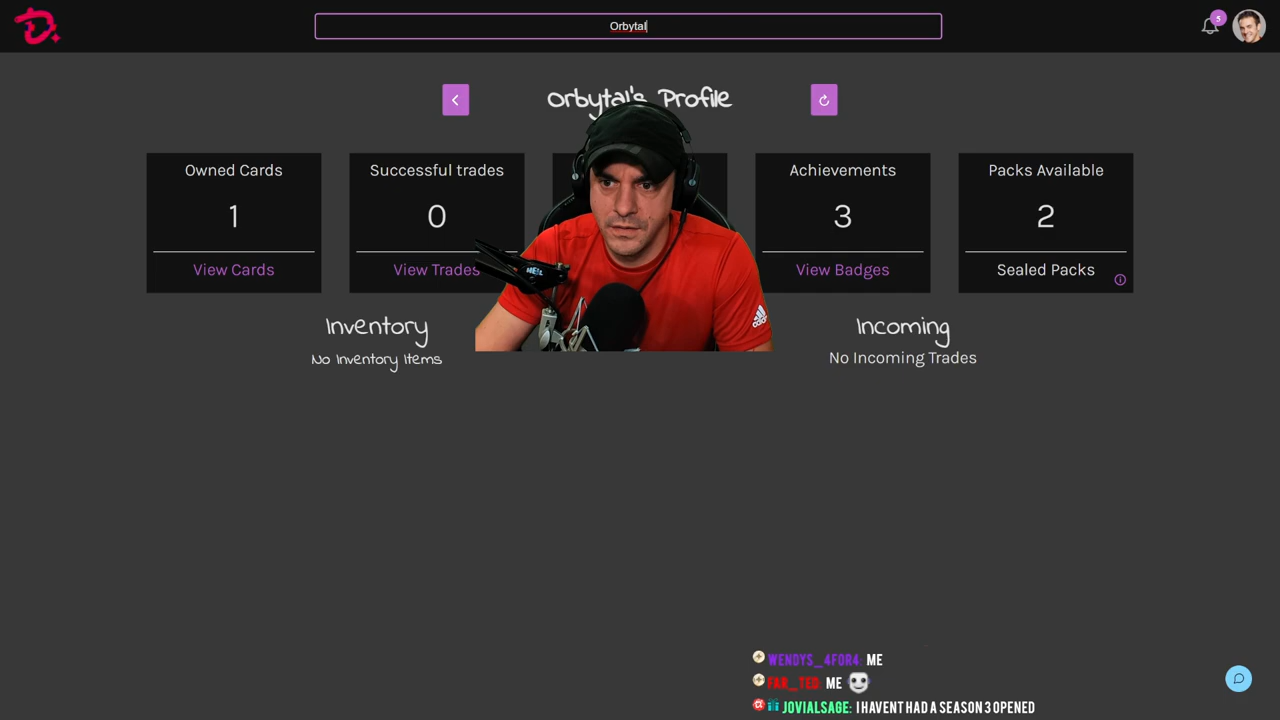 Orbytal
5
Orbytal's Profile
Owned Cards
1
View Cards
Successful trades
0
View Trades
Achievements
3
View Badges
Packs Available
2
Sealed Packs
Inventory
No Inventory Items
Incoming
No Incoming Trades
WENDYS_4FOR4: ME
FAR_TED: ME
JOVIALSAGE: I HAVENT HAD A SEASON 3 OPENED